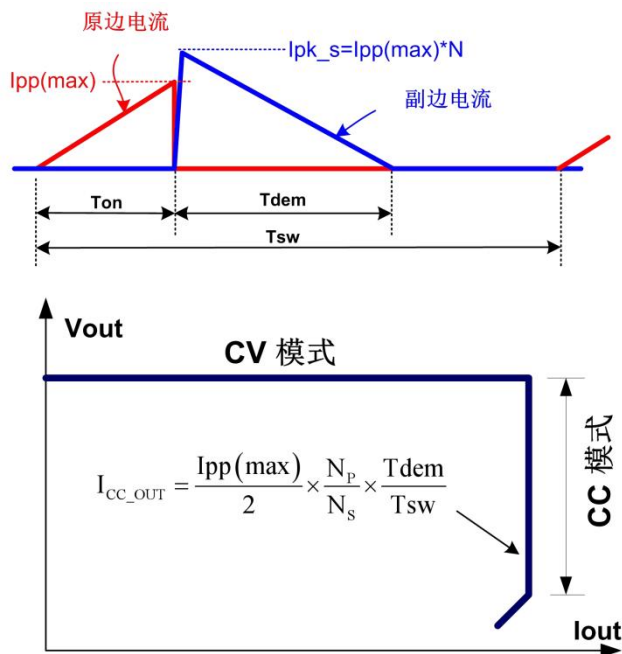 原边电流
Ipk_s=Ipp(max)*N
Ipp(max)
副边电流
Ton
Tdem
Tsw
Vout
CV 模式
I_CC_OUT = Ipp(max)/2 × N_P/N_S × Tdem/Tsw
CC 模式
Iout